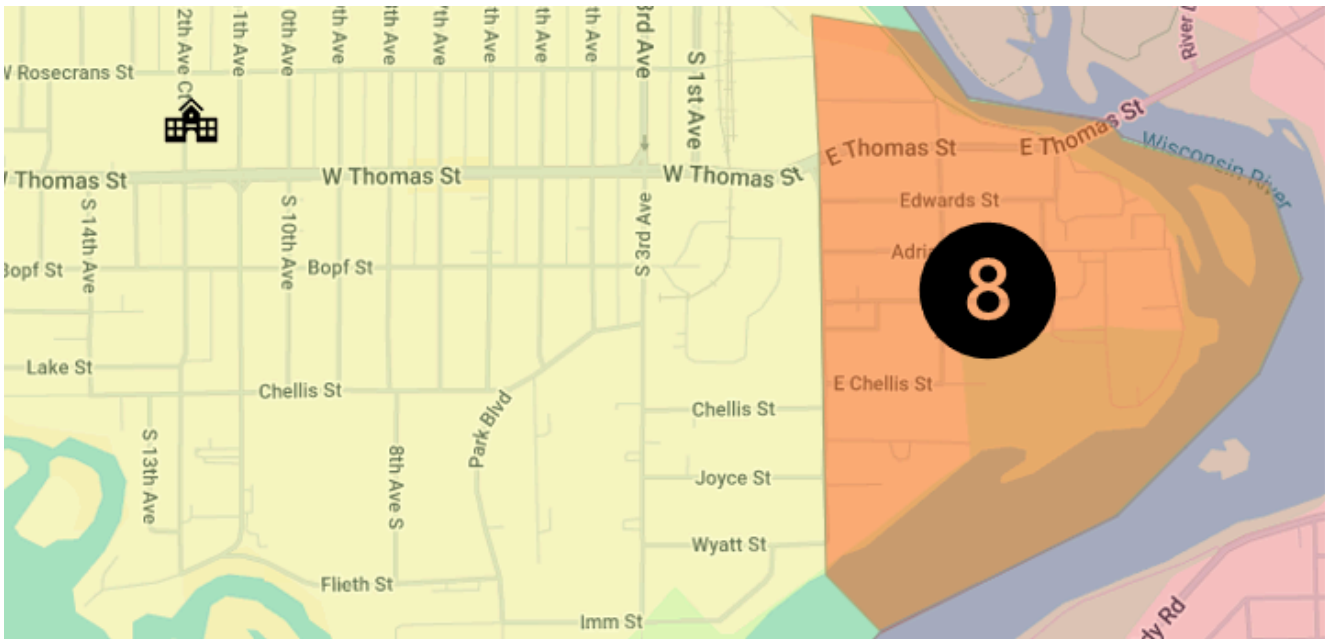 2th Ave Ct
1th Ave
0th Ave
th Ave
th Ave
7th Ave
th Ave
th Ave
th Ave
3rd Ave
S 1st Ave
W Rosecrans St
Thomas St
W Thomas St
W Thomas St
E Thomas St
E Thomas St
Wisconsin River
River
Edwards St
S 14th Ave
S 10th Ave
S 3rd Ave
Adri
8
Bopf St
Bopf St
Lake St
Chellis St
E Chellis St
Chellis St
Park Blvd
S 13th Ave
8th Ave S
Joyce St
Wyatt St
Flieth St
Imm St
dy Rd